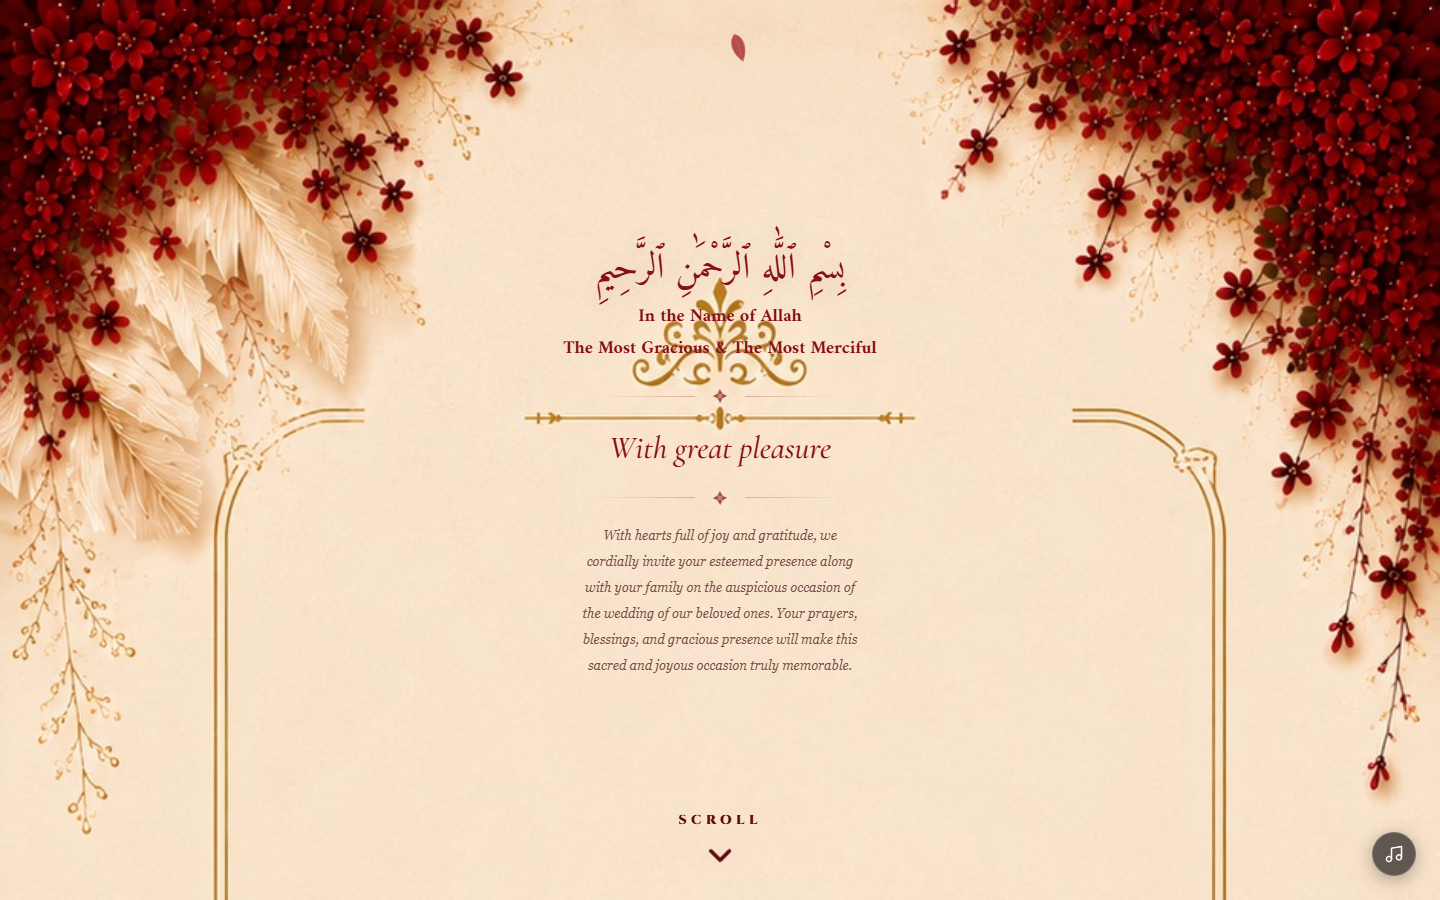 بِسْمِ ٱللَّٰهِ ٱلرَّحْمَٰنِ ٱلرَّحِيمِ
In the Name of Allah
The Most Gracious & The Most Merciful
With great pleasure
With hearts full of joy and gratitude, we
cordially invite your esteemed presence along
with your family on the auspicious occasion of
the wedding of our beloved ones. Your prayers,
blessings, and gracious presence will make this
sacred and joyous occasion truly memorable.
SCROLL